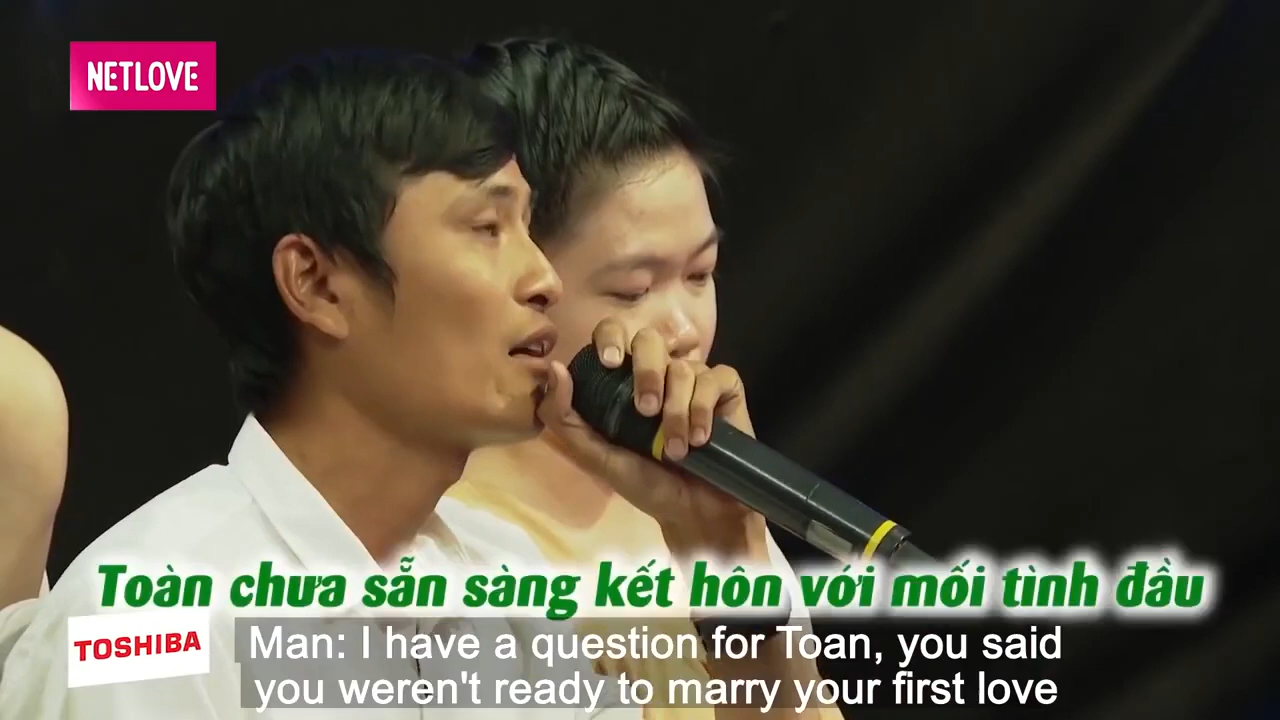 NETLOVE
Toàn chưa sẵn sàng kết hôn với mối tình đầu
TOSHIBA
Man: I have a question for Toan, you said
you weren't ready to marry your first love